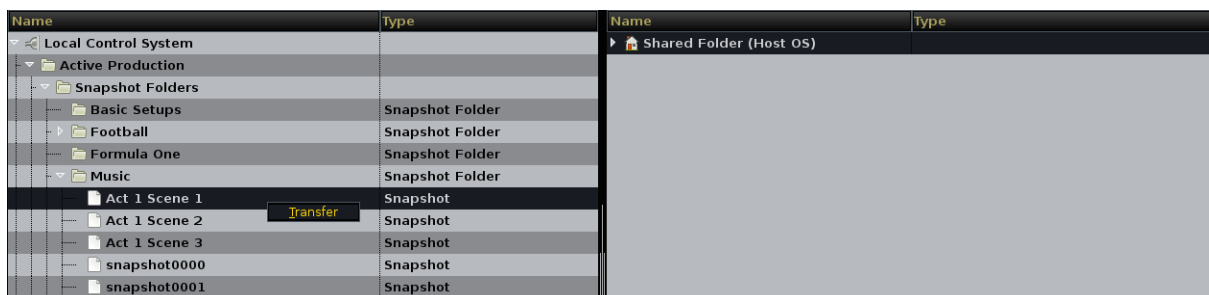 Name Type Name Type
Local Control System Shared Folder (Host OS)
Active Production
Snapshot Folders
Basic Setups Snapshot Folder
Football Snapshot Folder
Formula One Snapshot Folder
Music Snapshot Folder
Act 1 Scene 1 Snapshot
Transfer
Act 1 Scene 2 Snapshot
Act 1 Scene 3 Snapshot
snapshot0000 Snapshot
snapshot0001 Snapshot